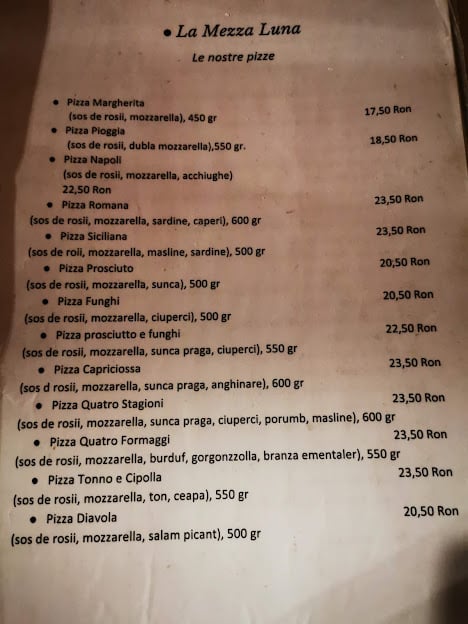 • La Mezza Luna
Le nostre pizze
• Pizza Margherita 17,50 Ron
(sos de rosii, mozzarella), 450 gr
• Pizza Pioggia 18,50 Ron
(sos de rosii, dubla mozzarella),550 gr.
• Pizza Napoli
(sos de rosii, mozzarella, acchiughe)
22,50 Ron
• Pizza Romana 23,50 Ron
(sos de rosii, mozzarella, sardine, caperi), 600 gr
• Pizza Siciliana 23,50 Ron
(sos de roii, mozzarella, masline, sardine), 500 gr
• Pizza Prosciuto 20,50 Ron
(sos de rosii, mozzarella, sunca), 500 gr
• Pizza Funghi 20,50 Ron
(sos de rosii, mozzarella, ciuperci), 500 gr
• Pizza prosciutto e funghi 22,50 Ron
(sos de rosii, mozzarella, sunca praga, ciuperci), 550 gr
• Pizza Capriciossa 23,50 Ron
(sos d rosii, mozzarella, sunca praga, anghinare), 600 gr
• Pizza Quatro Stagioni 23,50 Ron
(sos de rosii, mozzarella, sunca praga, ciuperci, porumb, masline), 600 gr
• Pizza Quatro Formaggi 23,50 Ron
(sos de rosii, mozzarella, burduf, gorgonzzolla, branza ementaler), 550 gr
• Pizza Tonno e Cipolla 23,50 Ron
(sos de rosii, mozzarella, ton, ceapa), 550 gr
• Pizza Diavola 20,50 Ron
(sos de rosii, mozzarella, salam picant), 500 gr